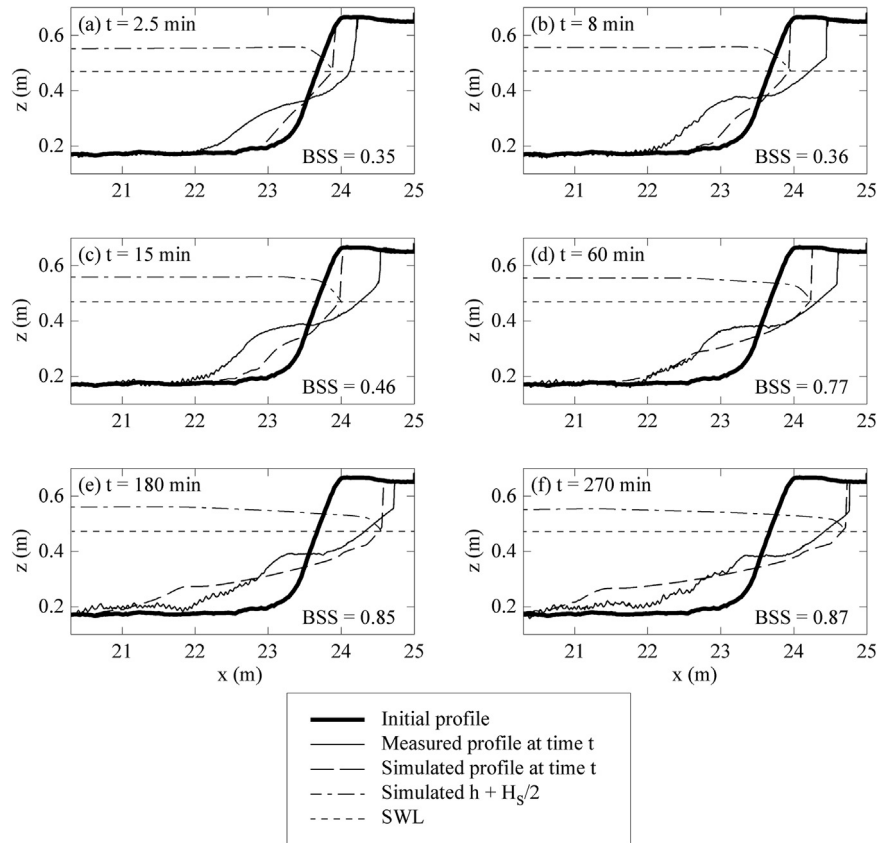 (a) t = 2.5 min
z (m)
0.6
0.4
0.2
BSS = 0.35
21 22 23 24 25
(b) t = 8 min
z (m)
0.6
0.4
0.2
BSS = 0.36
21 22 23 24 25
(c) t = 15 min
z (m)
0.6
0.4
0.2
BSS = 0.46
21 22 23 24 25
(d) t = 60 min
z (m)
0.6
0.4
0.2
BSS = 0.77
21 22 23 24 25
(e) t = 180 min
z (m)
0.6
0.4
0.2
BSS = 0.85
21 22 23 24 25
x (m)
(f) t = 270 min
z (m)
0.6
0.4
0.2
BSS = 0.87
21 22 23 24 25
x (m)
Initial profile
Measured profile at time t
Simulated profile at time t
Simulated h + Hs/2
SWL